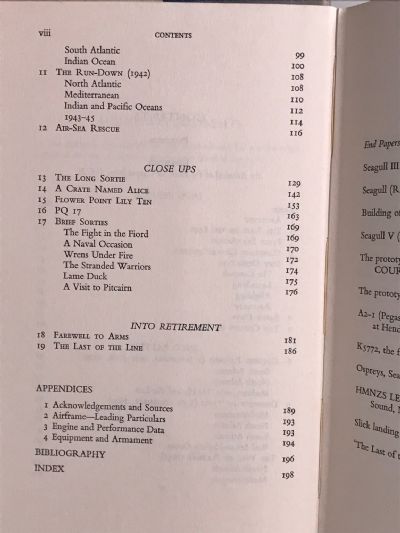 viii CONTENTS
South Atlantic 99
Indian Ocean 100
11 THE RUN-DOWN (1942) 108
North Atlantic 108
Mediterranean 110
Indian and Pacific Oceans 112
1943-45 114
12 AIR-SEA RESCUE 116
CLOSE UPS
13 THE LONG SORTIE 129
14 A CRATE NAMED ALICE 142
15 FLOWER POINT LILY TEN 153
16 PQ 17 163
17 BRIEF SORTIES 169
The Fight in the Fiord 169
A Naval Occasion 170
Wrens Under Fire 172
The Stranded Warriors 174
Lame Duck 175
A Visit to Pitcairn 176
INTO RETIREMENT
18 FAREWELL TO ARMS 181
19 THE LAST OF THE LINE 186
APPENDICES
1 Acknowledgements and Sources 189
2 Airframe—Leading Particulars 193
3 Engine and Performance Data 193
4 Equipment and Armament 194
BIBLIOGRAPHY 196
INDEX 198
End Papers
Seagull III
Seagull (R
Building of
Seagull V (
The prototy
COUR
The prototy
A2-1 (Pegas
at Hend
K5772, the f
Ospreys, Sea
HMNZS LE
Sound, N
Slick landing
'The Last of t